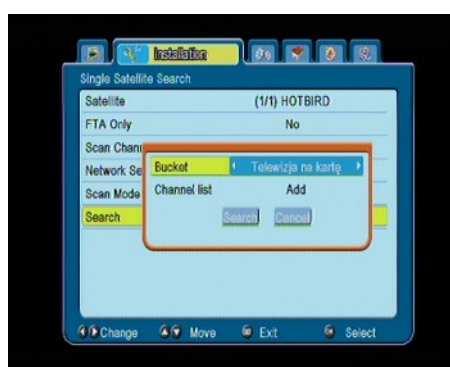 Installation
Single Satellite Search
Satellite (1/1) HOTBIRD
FTA Only No
Scan Chann
Network Se
Scan Mode
Search
Bucket Telewizja na kartę
Channel list Add
Search Cancel
Change Move Exit Select